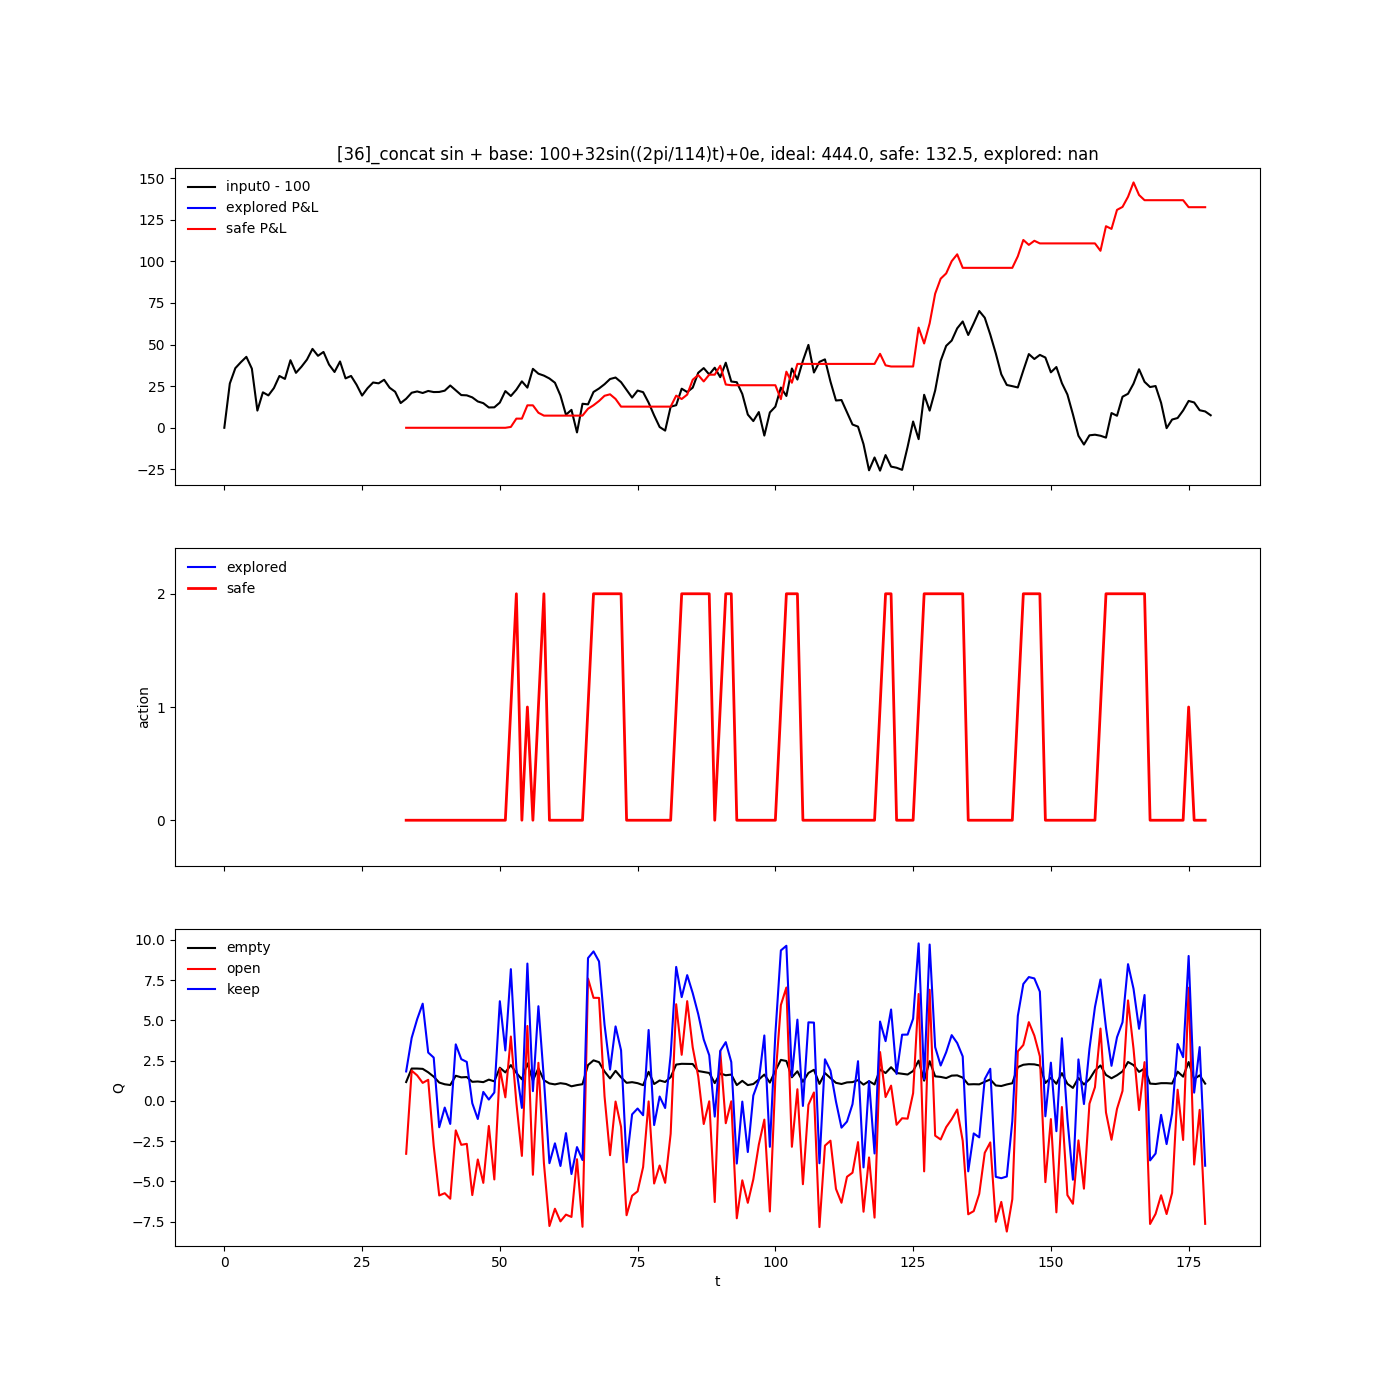 [36]_concat sin + base: 100+32sin((2pi/114)t)+0e, ideal: 444.0, safe: 132.5, explored: nan
150
125
100
75
50
25
0
−25
input0 - 100
explored P&L
safe P&L
2
1
0
action
explored
safe
10.0
7.5
5.0
2.5
0.0
−2.5
−5.0
−7.5
Q
empty
open
keep
0 25 50 75 100 125 150 175
t